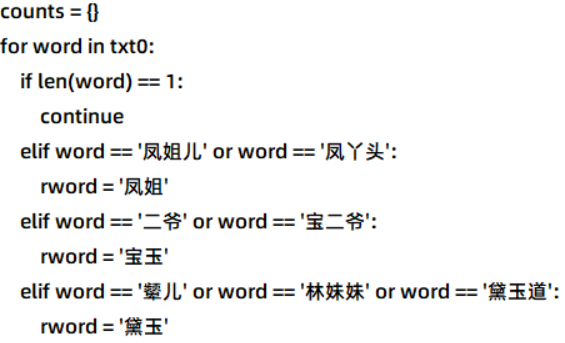 counts = {}
for word in txt0:
if len(word) == 1:
continue
elif word == '凤姐儿' or word == '凤丫头':
rword = '凤姐'
elif word == '二爷' or word == '宝二爷':
rword = '宝玉'
elif word == '颦儿' or word == '林妹妹' or word == '黛玉道':
rword = '黛玉'